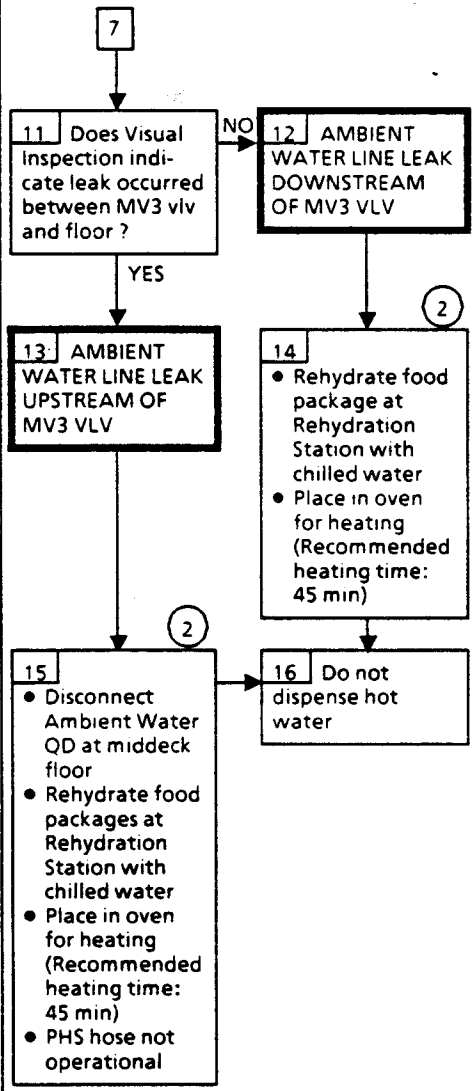 7
11 Does Visual
Inspection indi-
cate leak occurred
between MV3 vlv
and floor ?
NO
YES
12 AMBIENT
WATER LINE LEAK
DOWNSTREAM
OF MV3 VLV
13 AMBIENT
WATER LINE LEAK
UPSTREAM OF
MV3 VLV
2
14
● Rehydrate food
package at
Rehydration
Station with
chilled water
● Place in oven
for heating
(Recommended
heating time:
45 min)
2
15
● Disconnect
Ambient Water
QD at middeck
floor
● Rehydrate food
packages at
Rehydration
Station with
chilled water
● Place in oven
for heating
(Recommended
heating time:
45 min)
● PHS hose not
operational
16 Do not
dispense hot
water